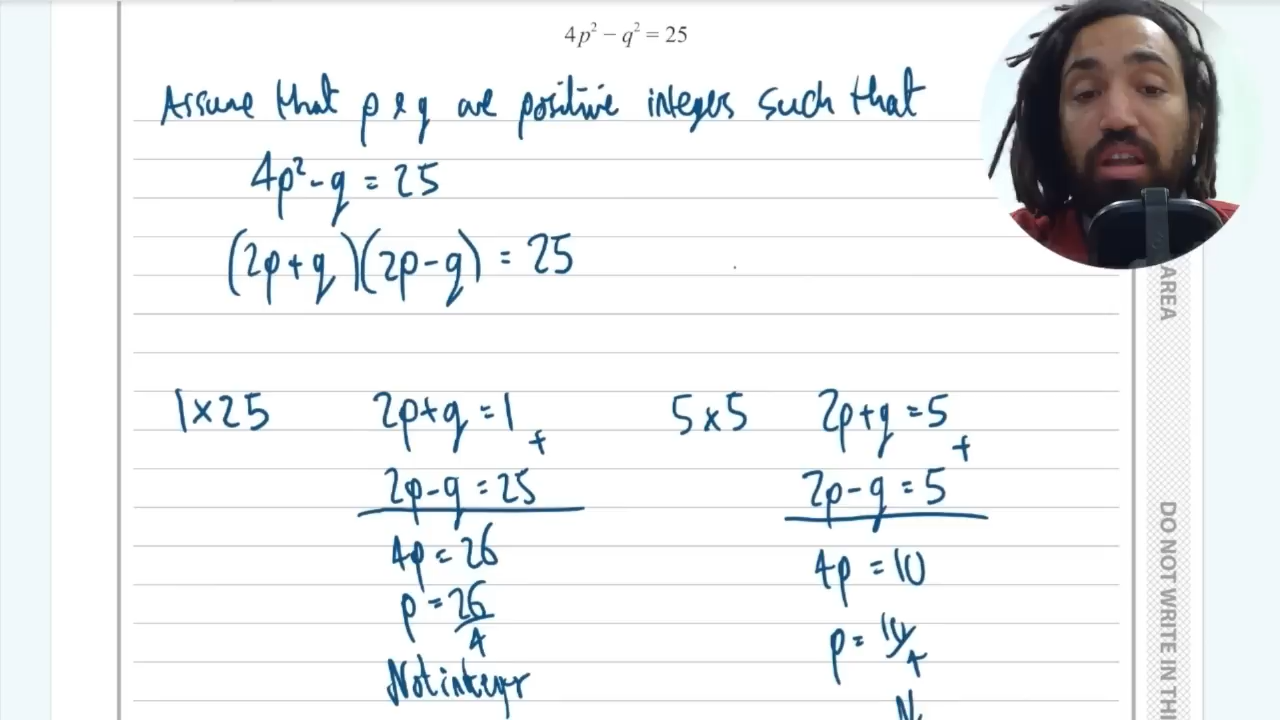 4p² − q² = 25
Assume that p & q are positive integers such that
4p² - q = 25
(2p+q)(2p-q) = 25
1×25
2p+q = 1
+
2p-q = 25
4p = 26
p = 26/4
Not integer
5×5
2p+q = 5
+
2p-q = 5
4p = 10
p = 10/4
N
AREA
DO NOT WRITE IN THI